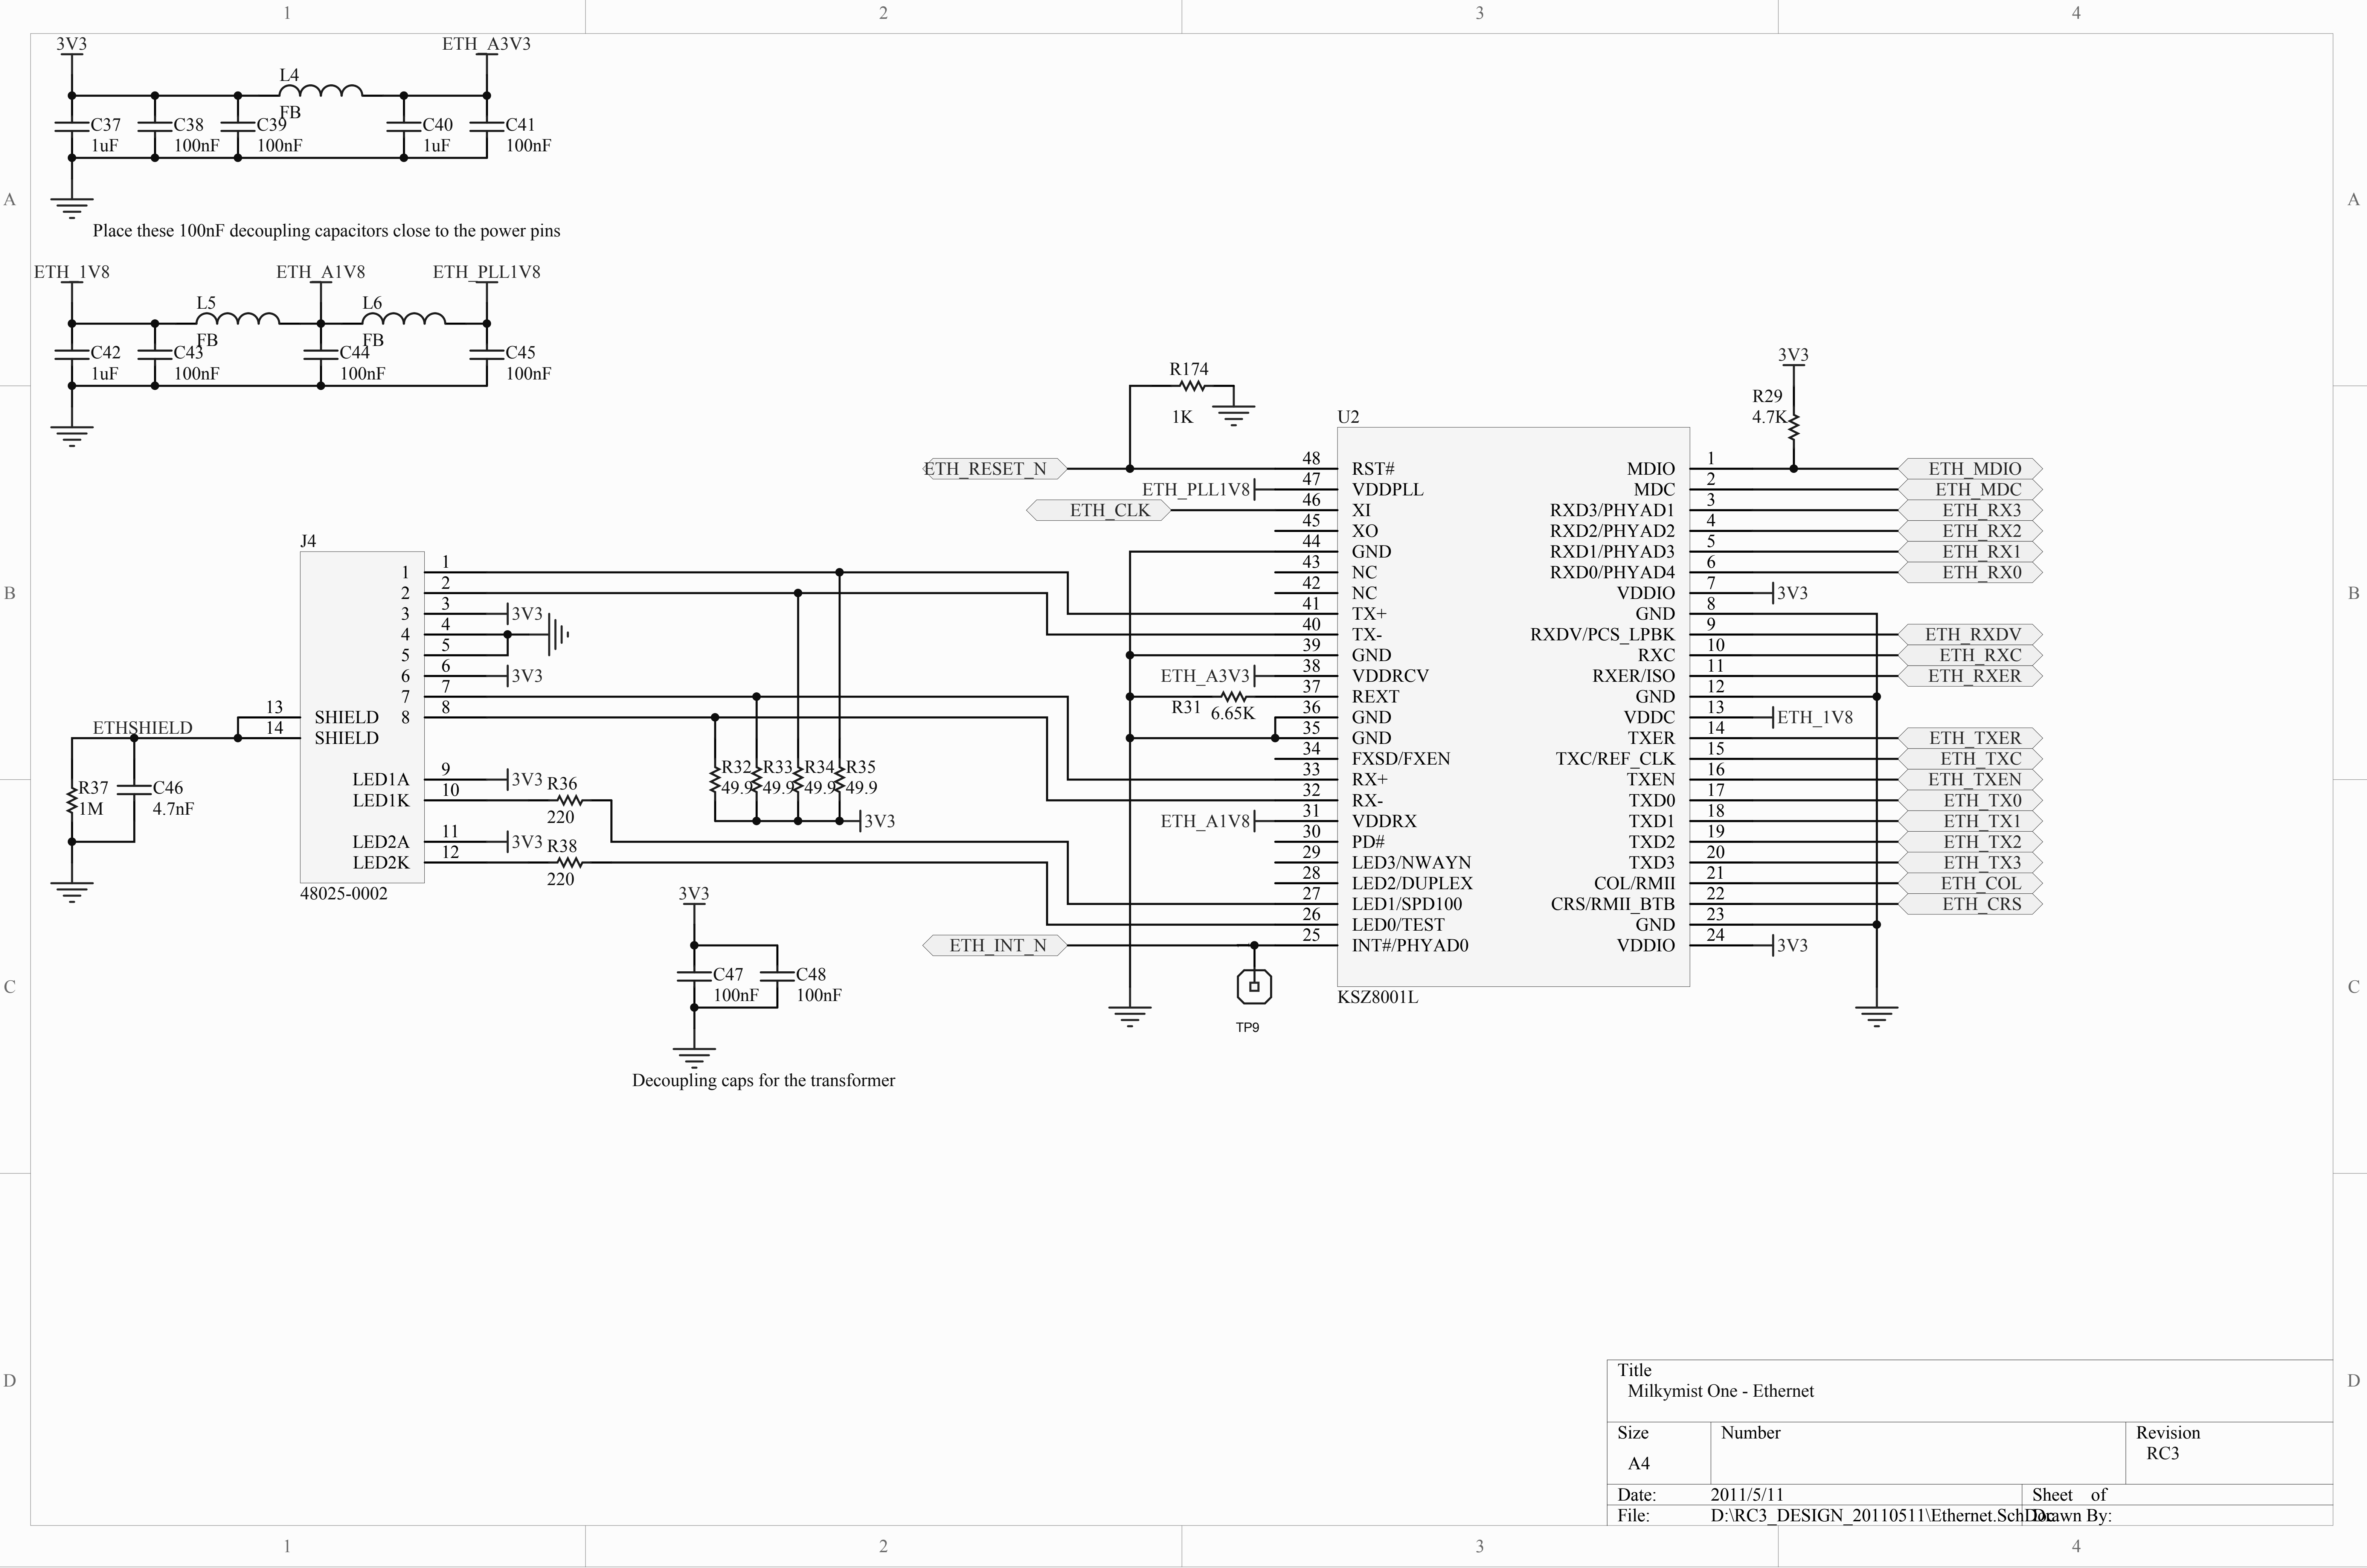 1 2 3 4
3V3 ETH_A3V3
L4
FB
C37 C38 C39 C40 C41
1uF 100nF 100nF 1uF 100nF
A A
Place these 100nF decoupling capacitors close to the power pins
ETH_1V8 ETH_A1V8 ETH_PLL1V8
L5 L6
FB FB
C42 C43 C44 C45
1uF 100nF 100nF 100nF
R174
1K
3V3
R29
4.7K
U2
ETH_RESET_N 48 RST# MDIO 1 ETH_MDIO
ETH_PLL1V8 47 VDDPLL MDC 2 ETH_MDC
ETH_CLK 46 XI RXD3/PHYAD1 3 ETH_RX3
45 XO RXD2/PHYAD2 4 ETH_RX2
44 GND RXD1/PHYAD3 5 ETH_RX1
43 NC RXD0/PHYAD4 6 ETH_RX0
42 NC VDDIO 7 3V3
41 TX+ GND 8
40 TX- RXDV/PCS_LPBK 9 ETH_RXDV
39 GND RXC 10 ETH_RXC
ETH_A3V3 38 VDDRCV RXER/ISO 11 ETH_RXER
R31 6.65K 37 REXT GND 12
36 GND VDDC 13 ETH_1V8
35 GND TXER 14 ETH_TXER
34 FXSD/FXEN TXC/REF_CLK 15 ETH_TXC
33 RX+ TXEN 16 ETH_TXEN
32 RX- TXD0 17 ETH_TX0
ETH_A1V8 31 VDDRX TXD1 18 ETH_TX1
30 PD# TXD2 19 ETH_TX2
29 LED3/NWAYN TXD3 20 ETH_TX3
28 LED2/DUPLEX COL/RMII 21 ETH_COL
27 LED1/SPD100 CRS/RMII_BTB 22 ETH_CRS
26 LED0/TEST GND 23
ETH_INT_N 25 INT#/PHYAD0 VDDIO 24 3V3
KSZ8001L
TP9
B B
J4
1 1
2 2
3 3 3V3
4 4
5 5
6 6 3V3
7 7
13 SHIELD 8 8
ETHSHIELD 14 SHIELD
LED1A 9 3V3
LED1K 10 R36
220
LED2A 11 3V3
LED2K 12 R38
220
48025-0002
R37 C46
1M 4.7nF
R32 R33 R34 R35
49.9 49.9 49.9 49.9
3V3
3V3
C47 C48
100nF 100nF
Decoupling caps for the transformer
C C
D D
Title
Milkymist One - Ethernet
Size Number Revision
A4 RC3
Date: 2011/5/11 Sheet of
File: D:\RC3_DESIGN_20110511\Ethernet.SchDoc Drawn By:
1 2 3 4